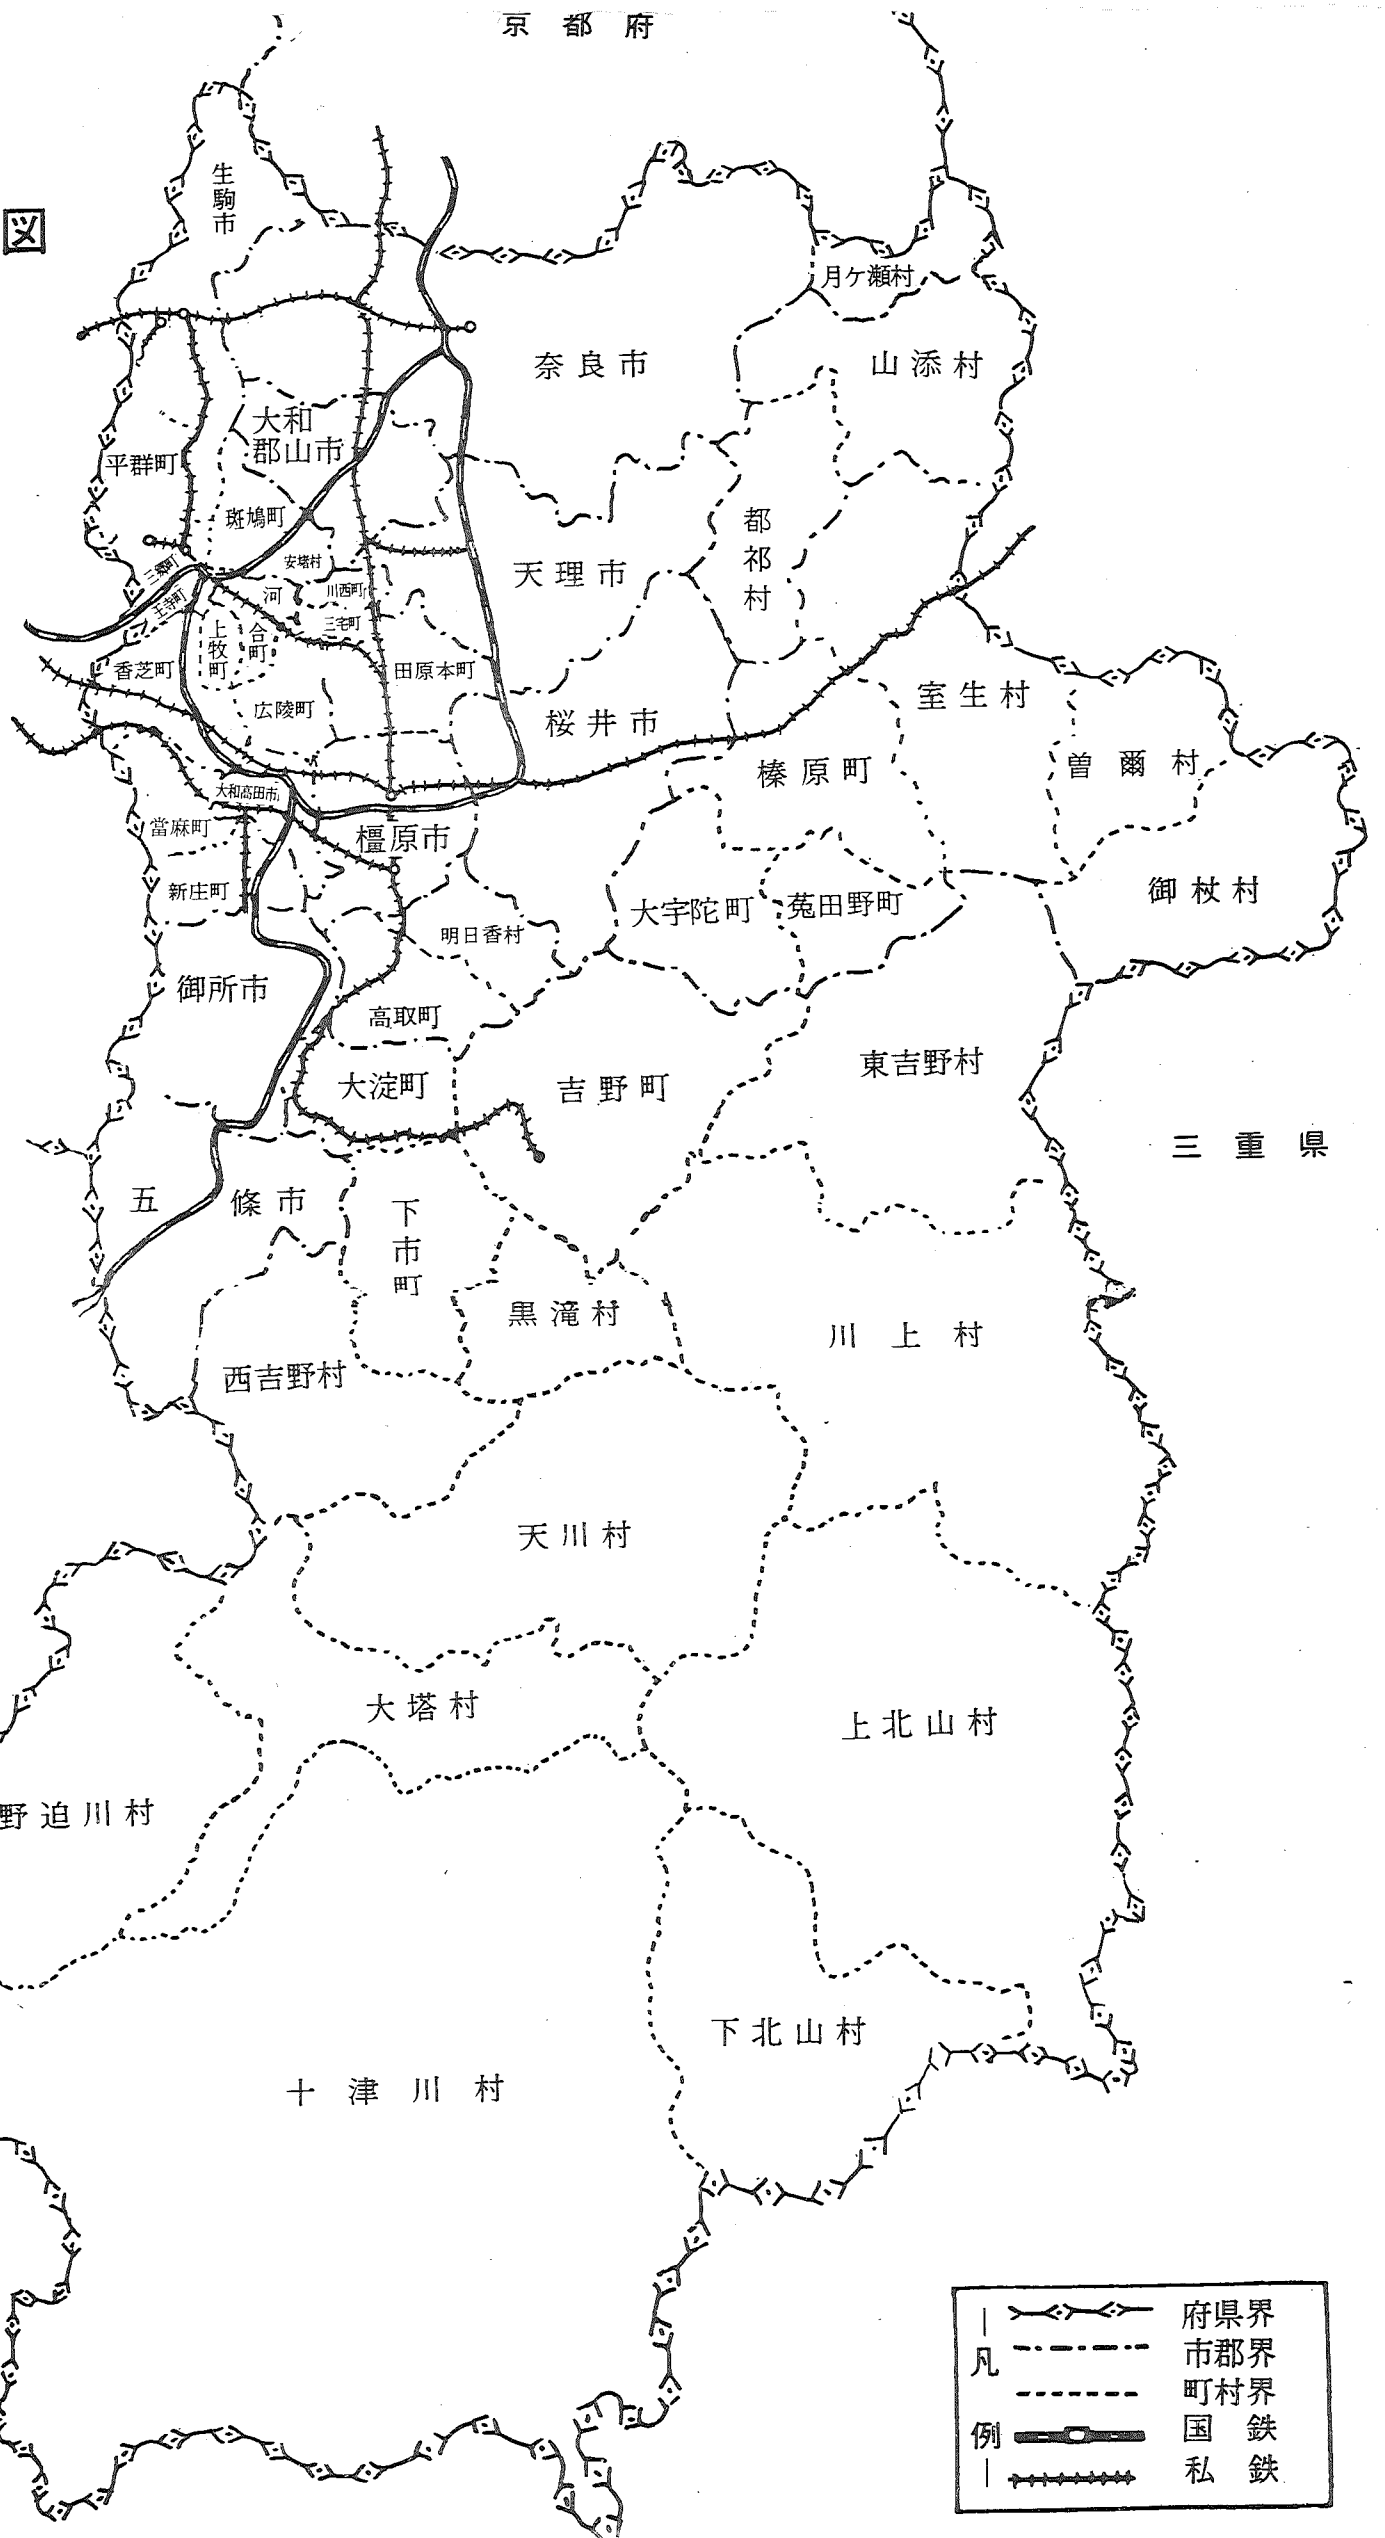 京都府
図
生駒市
月ケ瀬村
奈良市
山添村
大和
郡山市
平群町
斑鳩町
都祁村
安堵村
天理市
三郷町
王寺町
河合町
川西町
三宅町
上牧町
香芝町
田原本町
広陵町
桜井市
室生村
榛原町
曽爾村
大和高田市
當麻町
橿原市
新庄町
大宇陀町
菟田野町
御杖村
明日香村
御所市
高取町
大淀町
吉野町
東吉野村
三重県
五條市
下市町
黒滝村
川上村
西吉野村
天川村
大塔村
上北山村
野迫川村
下北山村
十津川村
凡例
府県界
市郡界
町村界
国鉄
私鉄